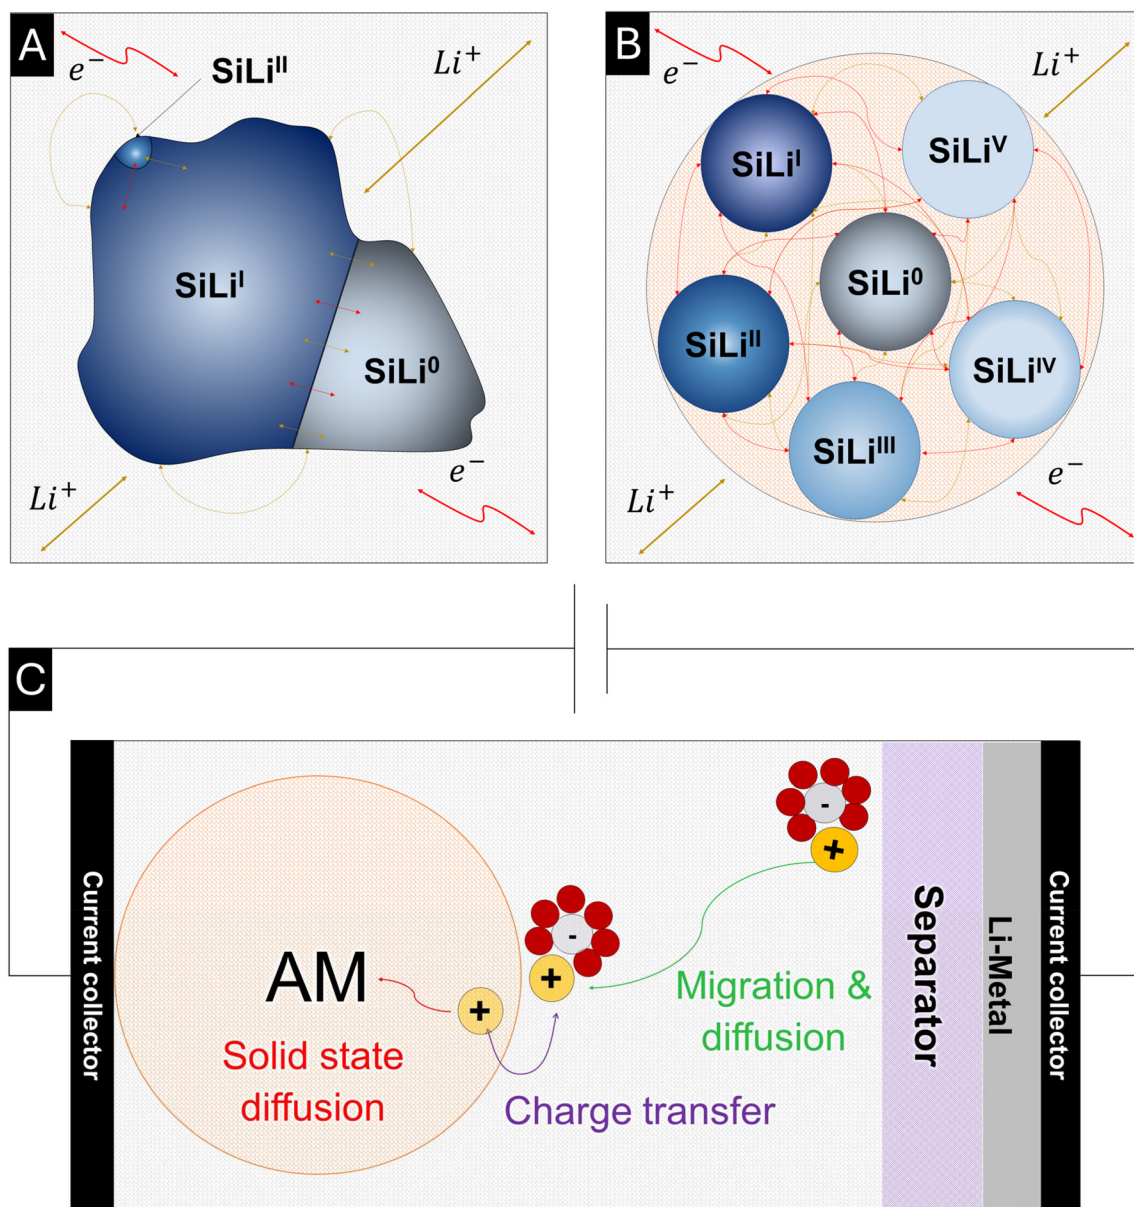 A
e⁻
SiLiᴵᴵ
Li⁺
SiLiᴵ
SiLi⁰
Li⁺
e⁻
B
e⁻
Li⁺
SiLiᴵ
SiLiⱽ
SiLi⁰
SiLiᴵᴵ
SiLiᴵⱽ
SiLiᴵᴵᴵ
Li⁺
e⁻
C
Current collector
AM
+
Solid state
diffusion
-
+
Charge transfer
-
+
Migration &
diffusion
Separator
Li-Metal
Current collector